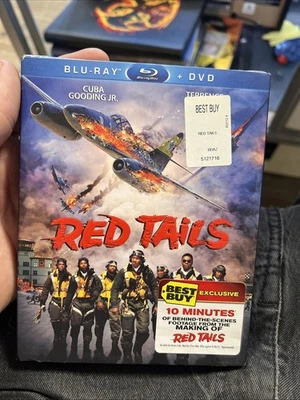 BLU-RAY + DVD
CUBA
GOODING JR.
BEST BUY
RED TAILS
5121716
RED TAILS
BEST BUY EXCLUSIVE
10 MINUTES
OF BEHIND-THE-SCENES
FOOTAGE FROM THE
MAKING OF
RED TAILS